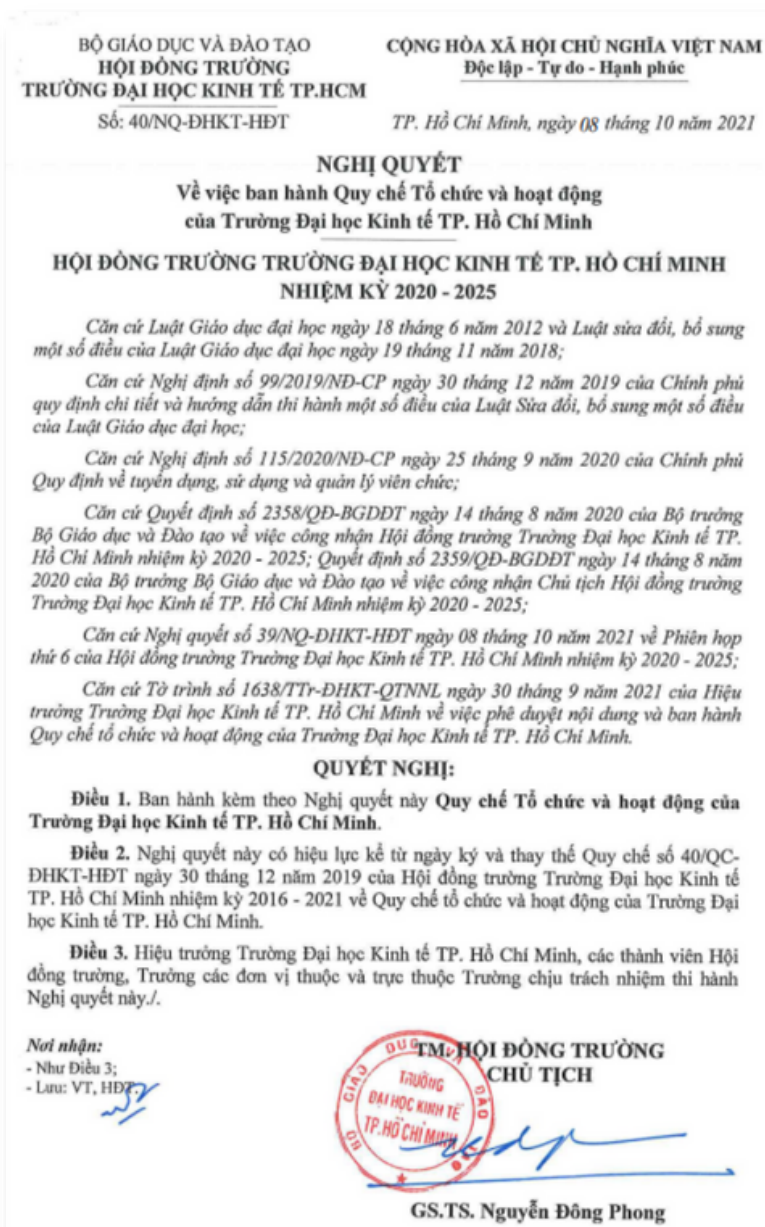 BỘ GIÁO DỤC VÀ ĐÀO TẠO
HỘI ĐỒNG TRƯỜNG
TRƯỜNG ĐẠI HỌC KINH TẾ TP.HCM
Số: 40/NQ-ĐHKT-HĐT
CỘNG HÒA XÃ HỘI CHỦ NGHĨA VIỆT NAM
Độc lập - Tự do - Hạnh phúc
TP. Hồ Chí Minh, ngày 08 tháng 10 năm 2021
NGHỊ QUYẾT
Về việc ban hành Quy chế Tổ chức và hoạt động
của Trường Đại học Kinh tế TP. Hồ Chí Minh
HỘI ĐỒNG TRƯỜNG TRƯỜNG ĐẠI HỌC KINH TẾ TP. HỒ CHÍ MINH
NHIỆM KỲ 2020 - 2025
Căn cứ Luật Giáo dục đại học ngày 18 tháng 6 năm 2012 và Luật sửa đổi, bổ sung
một số điều của Luật Giáo dục đại học ngày 19 tháng 11 năm 2018;
Căn cứ Nghị định số 99/2019/NĐ-CP ngày 30 tháng 12 năm 2019 của Chính phủ
quy định chi tiết và hướng dẫn thi hành một số điều của Luật Sửa đổi, bổ sung một số điều
của Luật Giáo dục đại học;
Căn cứ Nghị định số 115/2020/NĐ-CP ngày 25 tháng 9 năm 2020 của Chính phủ
Quy định về tuyển dụng, sử dụng và quản lý viên chức;
Căn cứ Quyết định số 2358/QĐ-BGDĐT ngày 14 tháng 8 năm 2020 của Bộ trưởng
Bộ Giáo dục và Đào tạo về việc công nhận Hội đồng trường Trường Đại học Kinh tế TP.
Hồ Chí Minh nhiệm kỳ 2020 - 2025; Quyết định số 2359/QĐ-BGDĐT ngày 14 tháng 8 năm
2020 của Bộ trưởng Bộ Giáo dục và Đào tạo về việc công nhận Chủ tịch Hội đồng trường
Trường Đại học Kinh tế TP. Hồ Chí Minh nhiệm kỳ 2020 - 2025;
Căn cứ Nghị quyết số 39/NQ-ĐHKT-HĐT ngày 08 tháng 10 năm 2021 về Phiên họp
thứ 6 của Hội đồng trường Trường Đại học Kinh tế TP. Hồ Chí Minh nhiệm kỳ 2020 - 2025;
Căn cứ Tờ trình số 1638/TTr-ĐHKT-QTNNL ngày 30 tháng 9 năm 2021 của Hiệu
trưởng Trường Đại học Kinh tế TP. Hồ Chí Minh về việc phê duyệt nội dung và ban hành
Quy chế tổ chức và hoạt động của Trường Đại học Kinh tế TP. Hồ Chí Minh.
QUYẾT NGHỊ:
Điều 1. Ban hành kèm theo Nghị quyết này Quy chế Tổ chức và hoạt động của
Trường Đại học Kinh tế TP. Hồ Chí Minh.
Điều 2. Nghị quyết này có hiệu lực kể từ ngày ký và thay thế Quy chế số 40/QC-
ĐHKT-HĐT ngày 30 tháng 12 năm 2019 của Hội đồng trường Trường Đại học Kinh tế
TP. Hồ Chí Minh nhiệm kỳ 2016 - 2021 về Quy chế tổ chức và hoạt động của Trường Đại
học Kinh tế TP. Hồ Chí Minh.
Điều 3. Hiệu trưởng Trường Đại học Kinh tế TP. Hồ Chí Minh, các thành viên Hội
đồng trường, Trưởng các đơn vị thuộc và trực thuộc Trường chịu trách nhiệm thi hành
Nghị quyết này./.
Nơi nhận:
- Như Điều 3;
- Lưu: VT, HĐT.
TM. HỘI ĐỒNG TRƯỜNG
CHỦ TỊCH
BỘ GIÁO DỤC VÀ ĐÀO TẠO
TRƯỜNG
ĐẠI HỌC KINH TẾ
TP.HỒ CHÍ MINH
GS.TS. Nguyễn Đông Phong